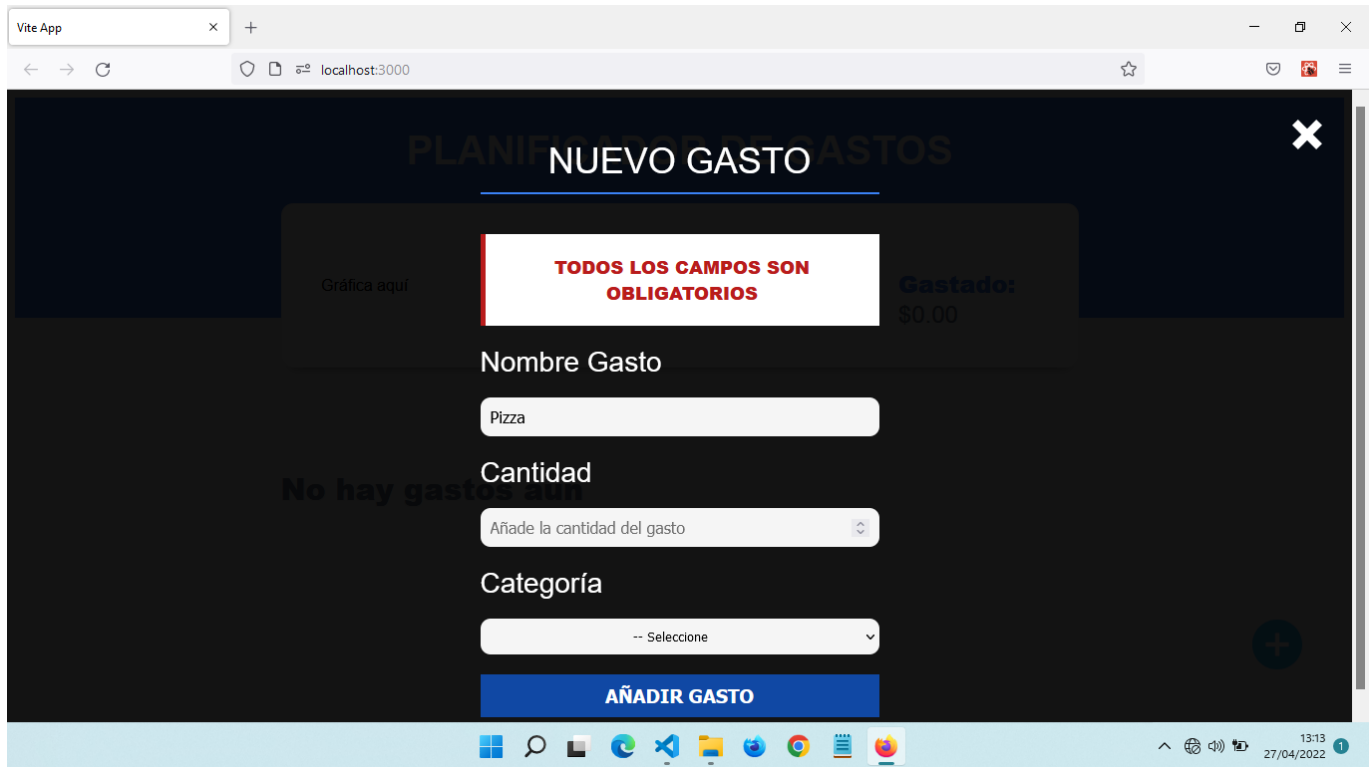 Vite App
localhost:3000
PLANIFICADOR DE GASTOS
NUEVO GASTO
Gráfica aquí
TODOS LOS CAMPOS SON
OBLIGATORIOS
Gastado:
$0.00
Nombre Gasto
Pizza
No hay gastos aún
Cantidad
Añade la cantidad del gasto
Categoría
-- Seleccione
AÑADIR GASTO
13:13
27/04/2022
1